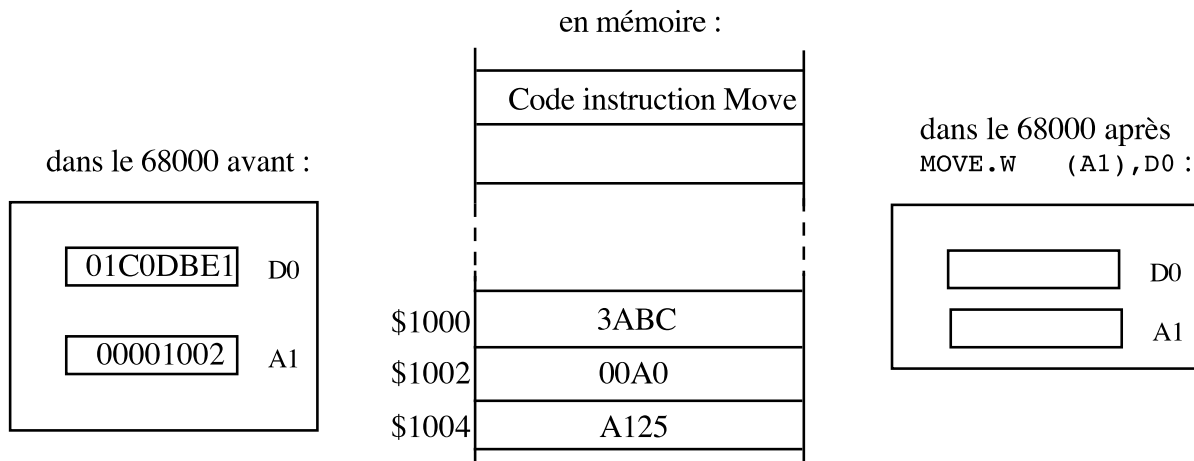 en mémoire :
Code instruction Move
dans le 68000 avant :
01C0DBE1 D0
00001002 A1
$1000 3ABC
$1002 00A0
$1004 A125
dans le 68000 après
MOVE.W (A1),D0 :
D0
A1